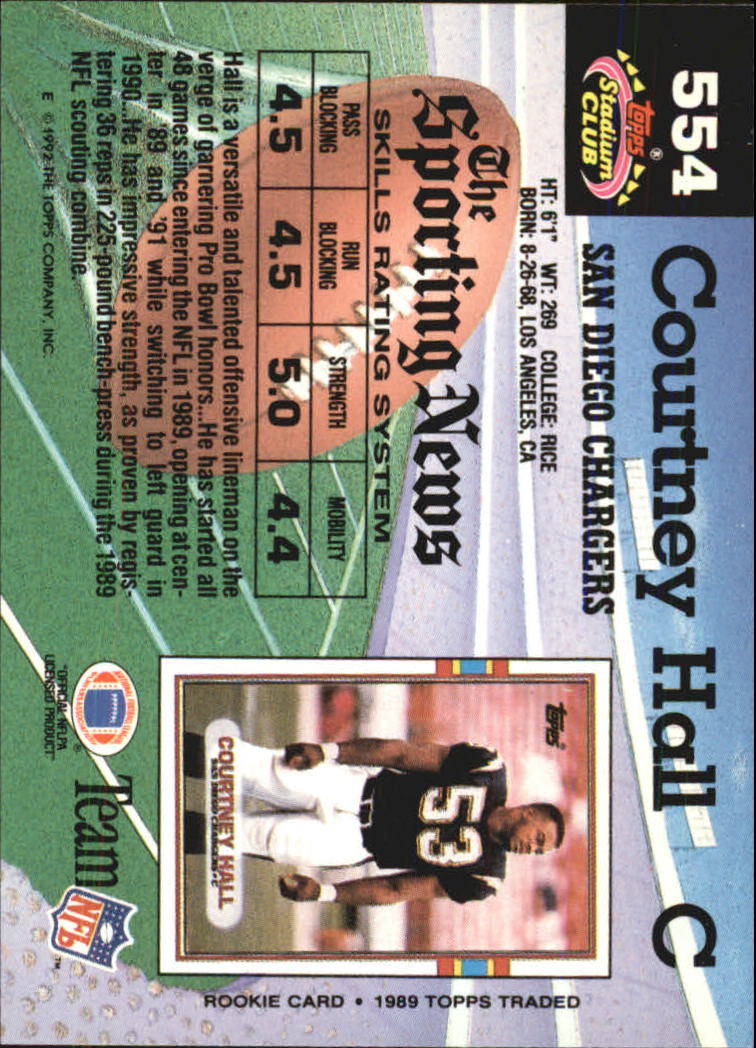 554
Courtney Hall C
Topps®
Stadium
CLUB
SAN DIEGO CHARGERS
HT: 6'1" WT: 269 COLLEGE: RICE
BORN: 8-26-68, LOS ANGELES, CA
The
Sporting News
SKILLS RATING SYSTEM
PASS BLOCKING RUN BLOCKING STRENGTH MOBILITY
4.5 4.5 5.0 4.4
Hall is a versatile and talented offensive lineman on the
verge of garnering Pro Bowl honors...He has started all
48 games since entering the NFL in 1989, opening at cen-
ter in '89 and '91 while switching to left guard in
1990...He has impressive strength, as proven by regis-
tering 36 reps in 225-pound bench-press during the 1989
NFL scouting combine.
E ©1992 THE TOPPS COMPANY, INC.
Topps
53
COURTNEY HALL
SAN DIEGO CHARGERS • C
ROOKIE CARD • 1989 TOPPS TRADED
"OFFICIAL NFLPA
LICENSED PRODUCT"
®
Team
NFL
™